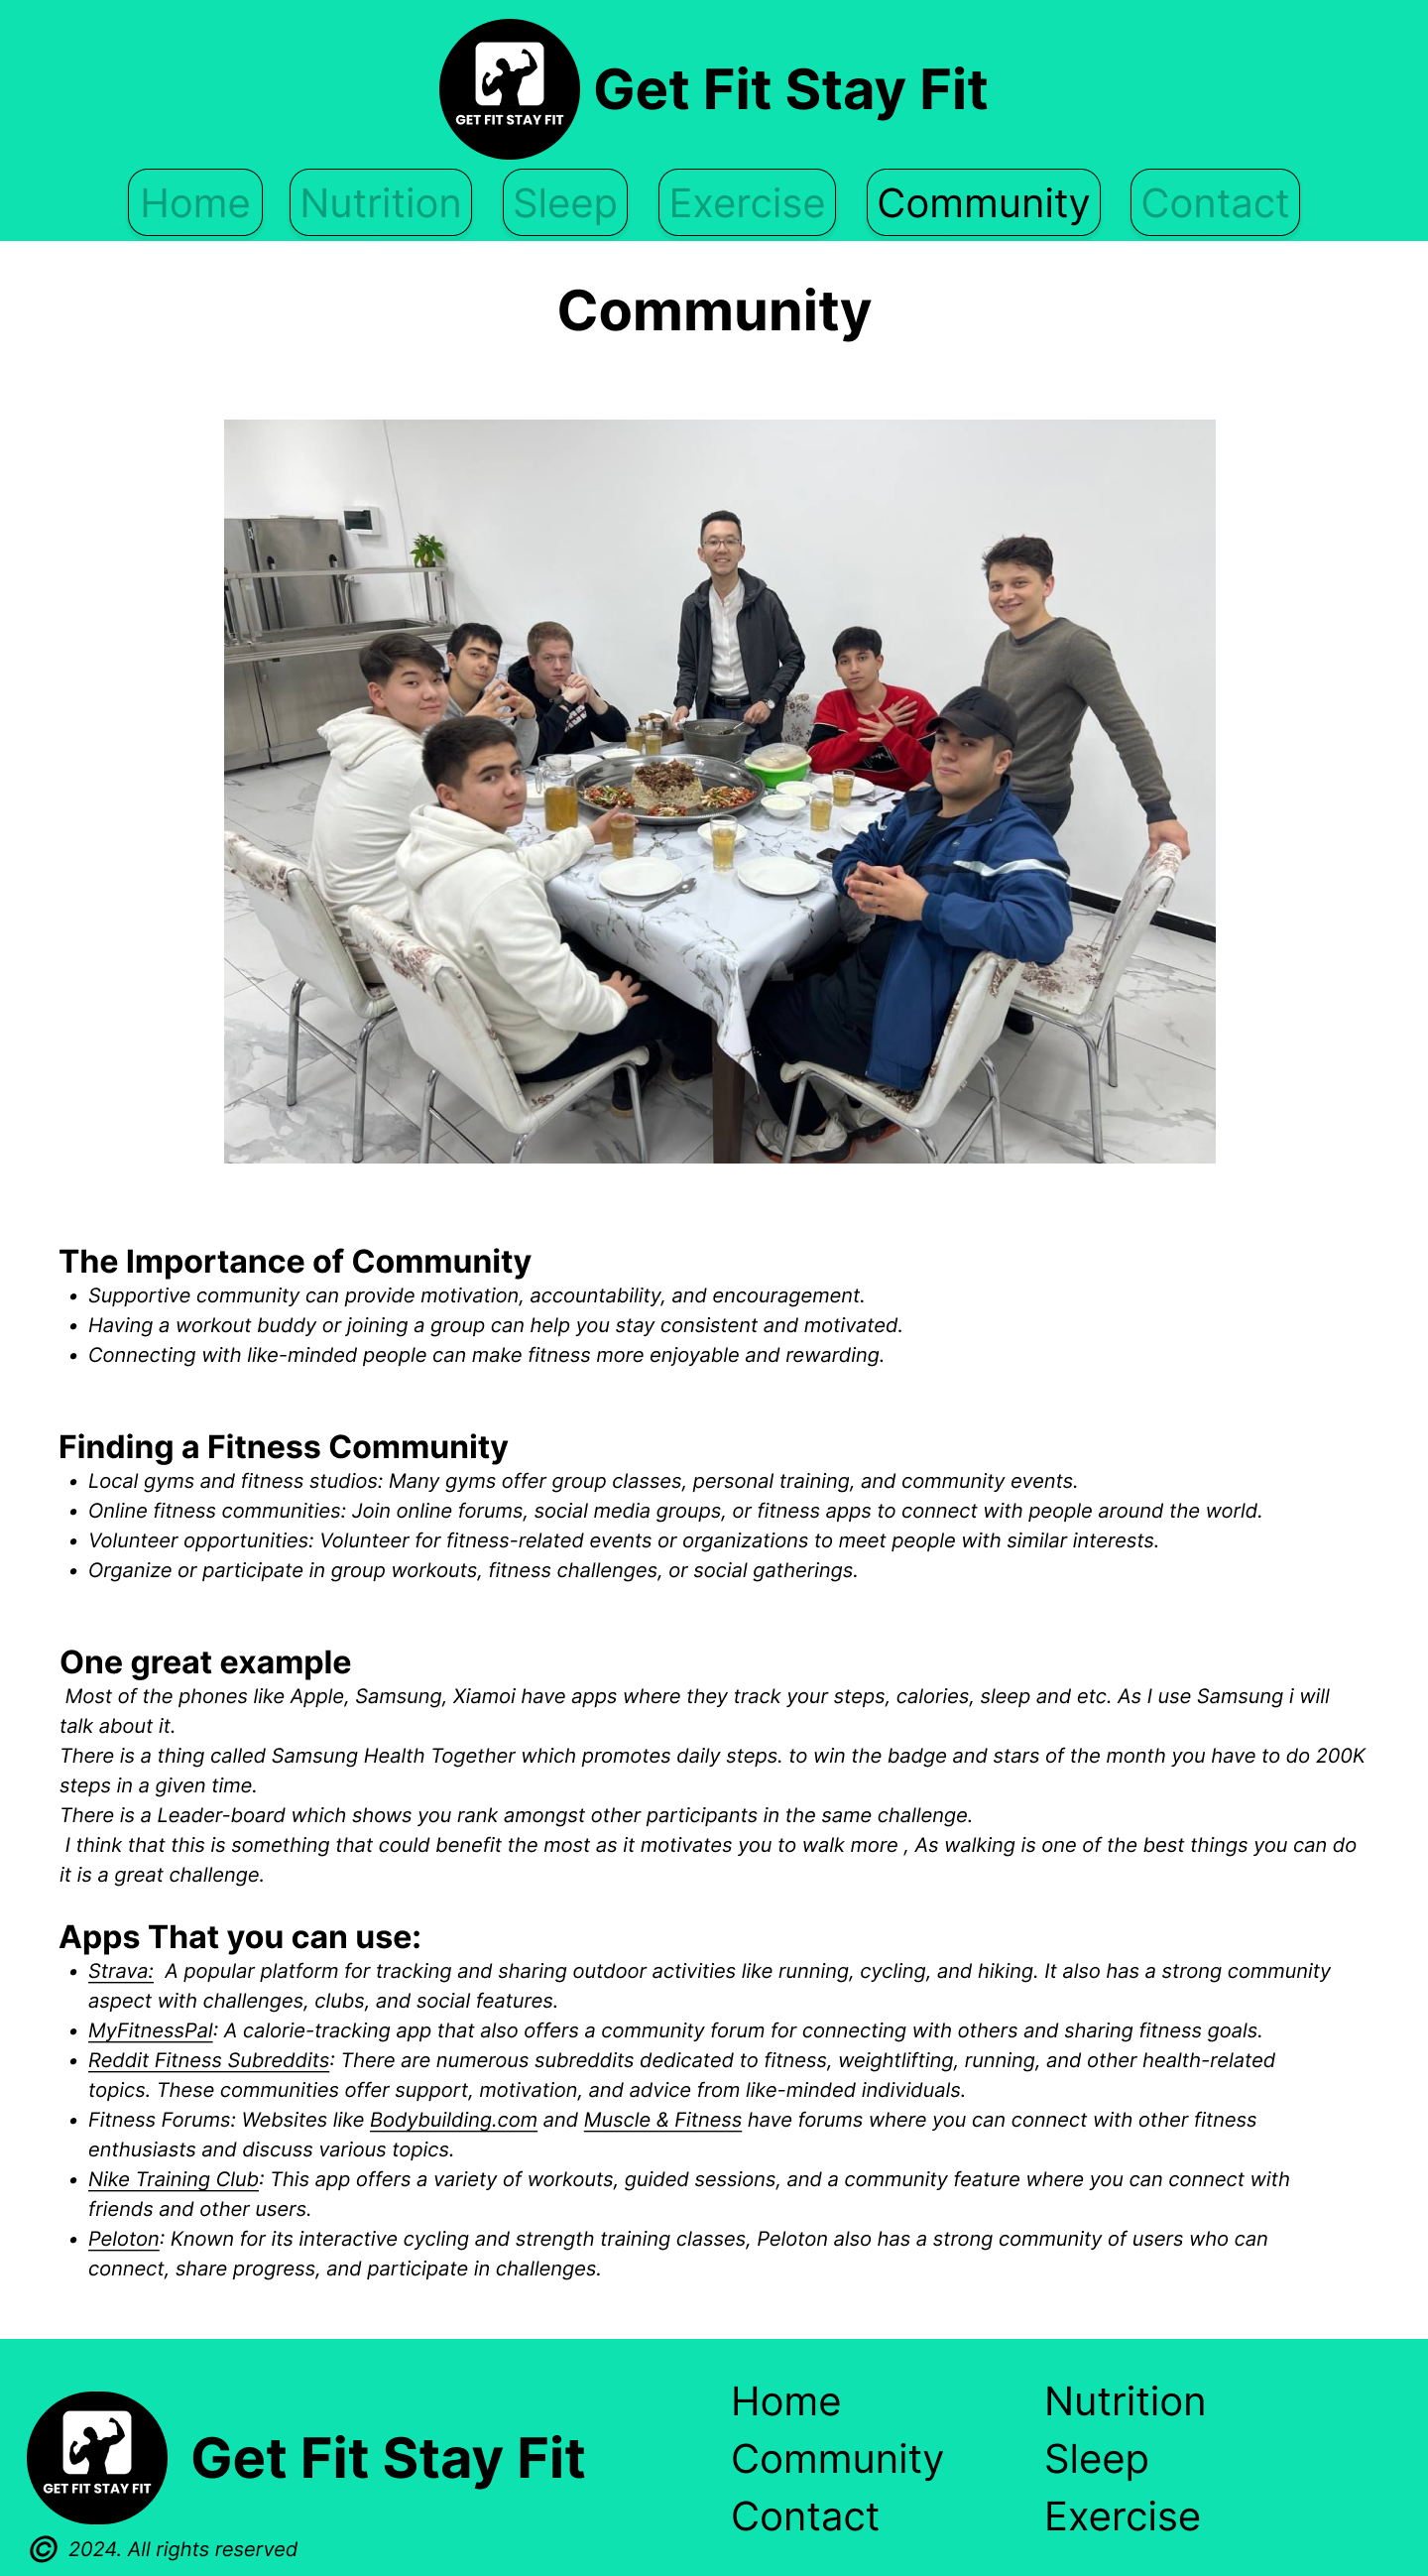 GET FIT STAY FIT
Get Fit Stay Fit
Home
Nutrition
Sleep
Exercise
Community
Contact
Community
The Importance of Community
• Supportive community can provide motivation, accountability, and encouragement.
• Having a workout buddy or joining a group can help you stay consistent and motivated.
• Connecting with like-minded people can make fitness more enjoyable and rewarding.
Finding a Fitness Community
• Local gyms and fitness studios: Many gyms offer group classes, personal training, and community events.
• Online fitness communities: Join online forums, social media groups, or fitness apps to connect with people around the world.
• Volunteer opportunities: Volunteer for fitness-related events or organizations to meet people with similar interests.
• Organize or participate in group workouts, fitness challenges, or social gatherings.
One great example
Most of the phones like Apple, Samsung, Xiamoi have apps where they track your steps, calories, sleep and etc. As I use Samsung i will
talk about it.
There is a thing called Samsung Health Together which promotes daily steps. to win the badge and stars of the month you have to do 200K
steps in a given time.
There is a Leader-board which shows you rank amongst other participants in the same challenge.
I think that this is something that could benefit the most as it motivates you to walk more , As walking is one of the best things you can do
it is a great challenge.
Apps That you can use:
• Strava: A popular platform for tracking and sharing outdoor activities like running, cycling, and hiking. It also has a strong community
aspect with challenges, clubs, and social features.
• MyFitnessPal: A calorie-tracking app that also offers a community forum for connecting with others and sharing fitness goals.
• Reddit Fitness Subreddits: There are numerous subreddits dedicated to fitness, weightlifting, running, and other health-related
topics. These communities offer support, motivation, and advice from like-minded individuals.
• Fitness Forums: Websites like Bodybuilding.com and Muscle & Fitness have forums where you can connect with other fitness
enthusiasts and discuss various topics.
• Nike Training Club: This app offers a variety of workouts, guided sessions, and a community feature where you can connect with
friends and other users.
• Peloton: Known for its interactive cycling and strength training classes, Peloton also has a strong community of users who can
connect, share progress, and participate in challenges.
GET FIT STAY FIT
Get Fit Stay Fit
© 2024. All rights reserved
Home
Community
Contact
Nutrition
Sleep
Exercise